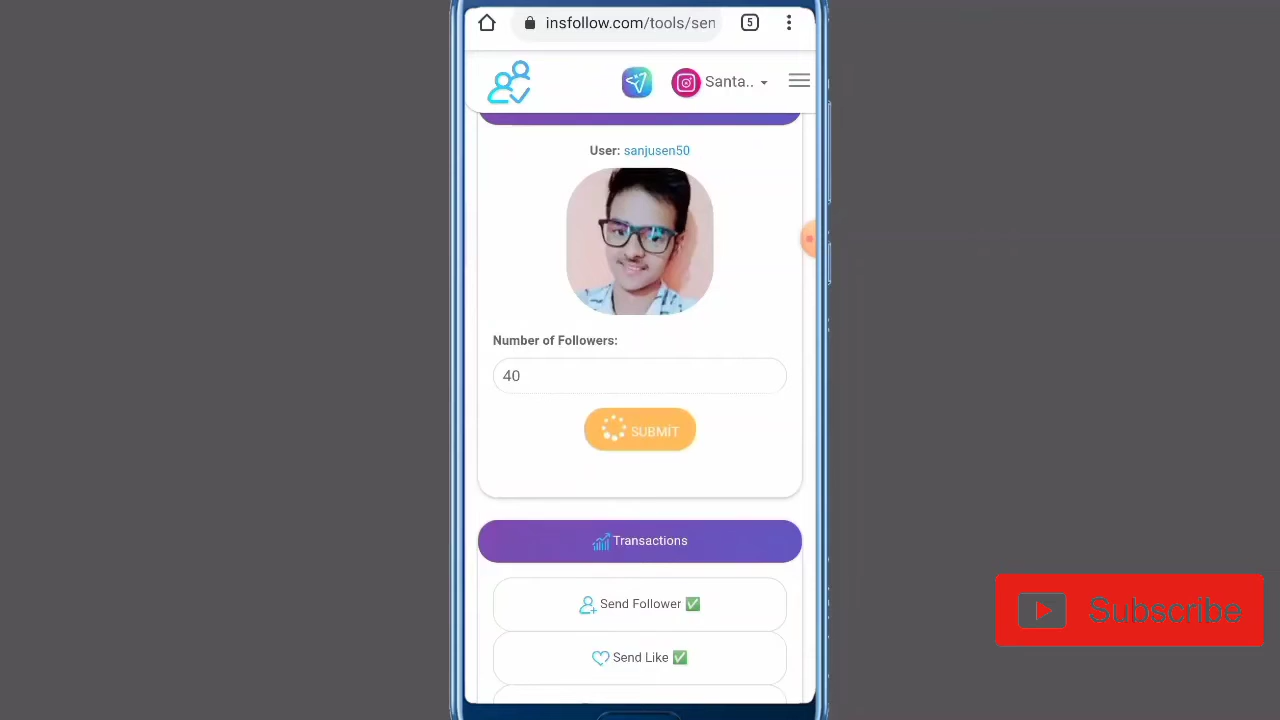 insfollow.com/tools/sen
5
Santa..
User: sanjusen50
Number of Followers:
40
SUBMIT
Transactions
Send Follower ✅
Send Like ✅
Subscribe